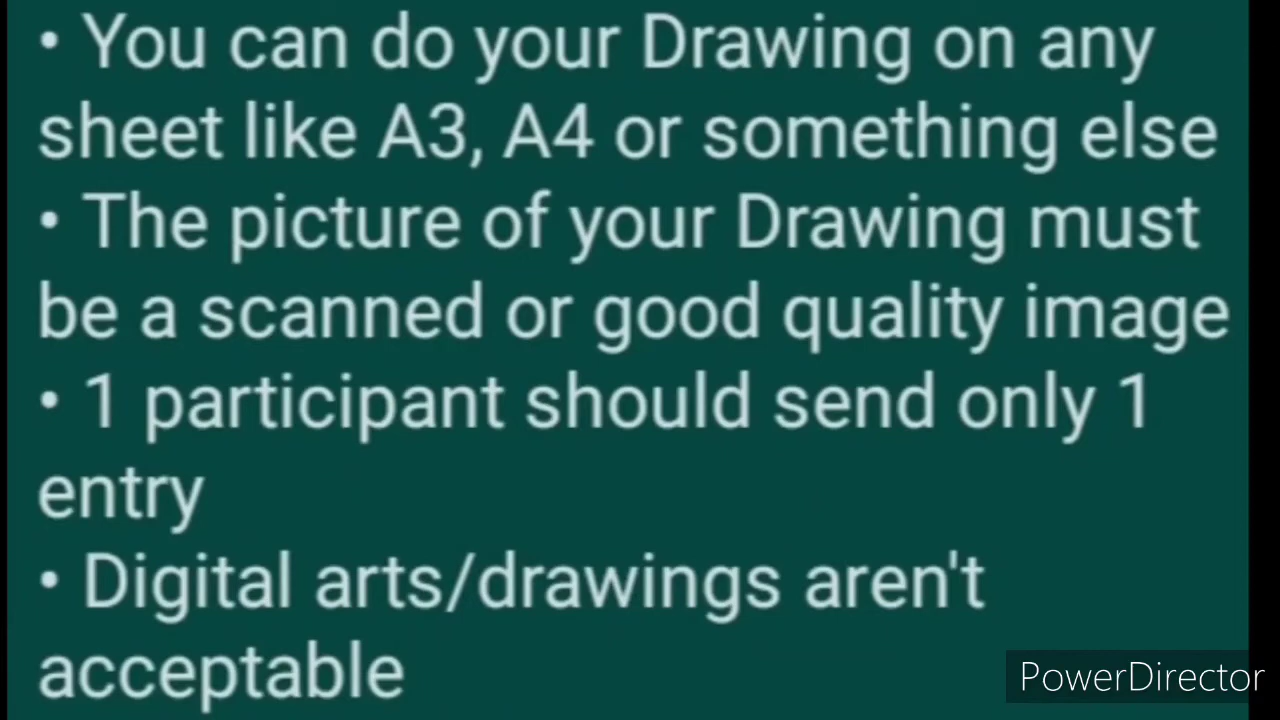 • You can do your Drawing on any
sheet like A3, A4 or something else
• The picture of your Drawing must
be a scanned or good quality image
• 1 participant should send only 1
entry
• Digital arts/drawings aren't
acceptable
PowerDirector